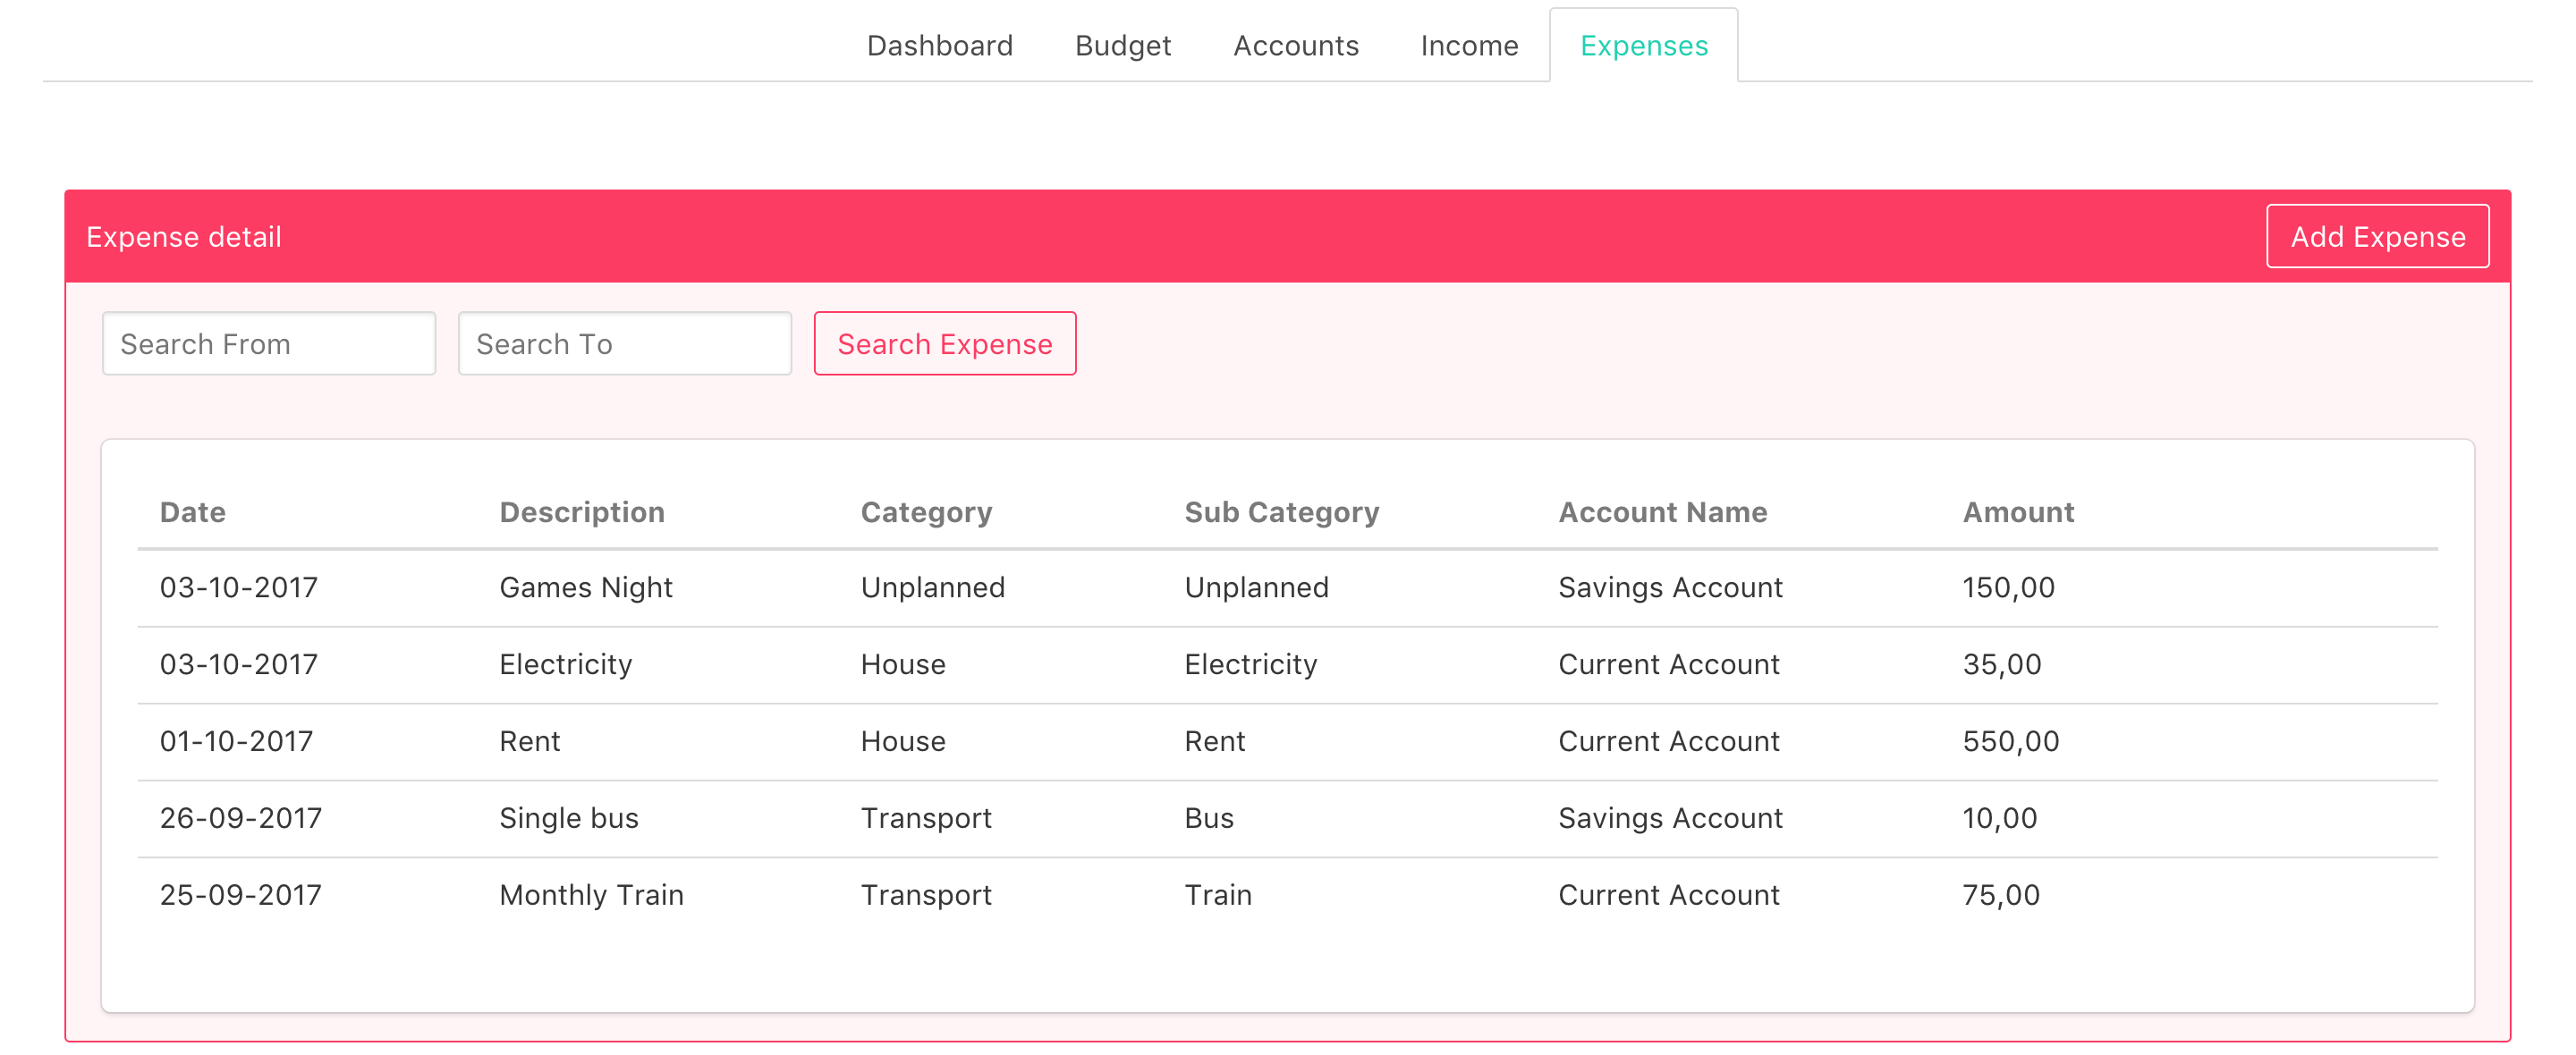 Dashboard Budget Accounts Income Expenses
Expense detail Add Expense
Search From Search To Search Expense
Date Description Category Sub Category Account Name Amount
03-10-2017 Games Night Unplanned Unplanned Savings Account 150,00
03-10-2017 Electricity House Electricity Current Account 35,00
01-10-2017 Rent House Rent Current Account 550,00
26-09-2017 Single bus Transport Bus Savings Account 10,00
25-09-2017 Monthly Train Transport Train Current Account 75,00